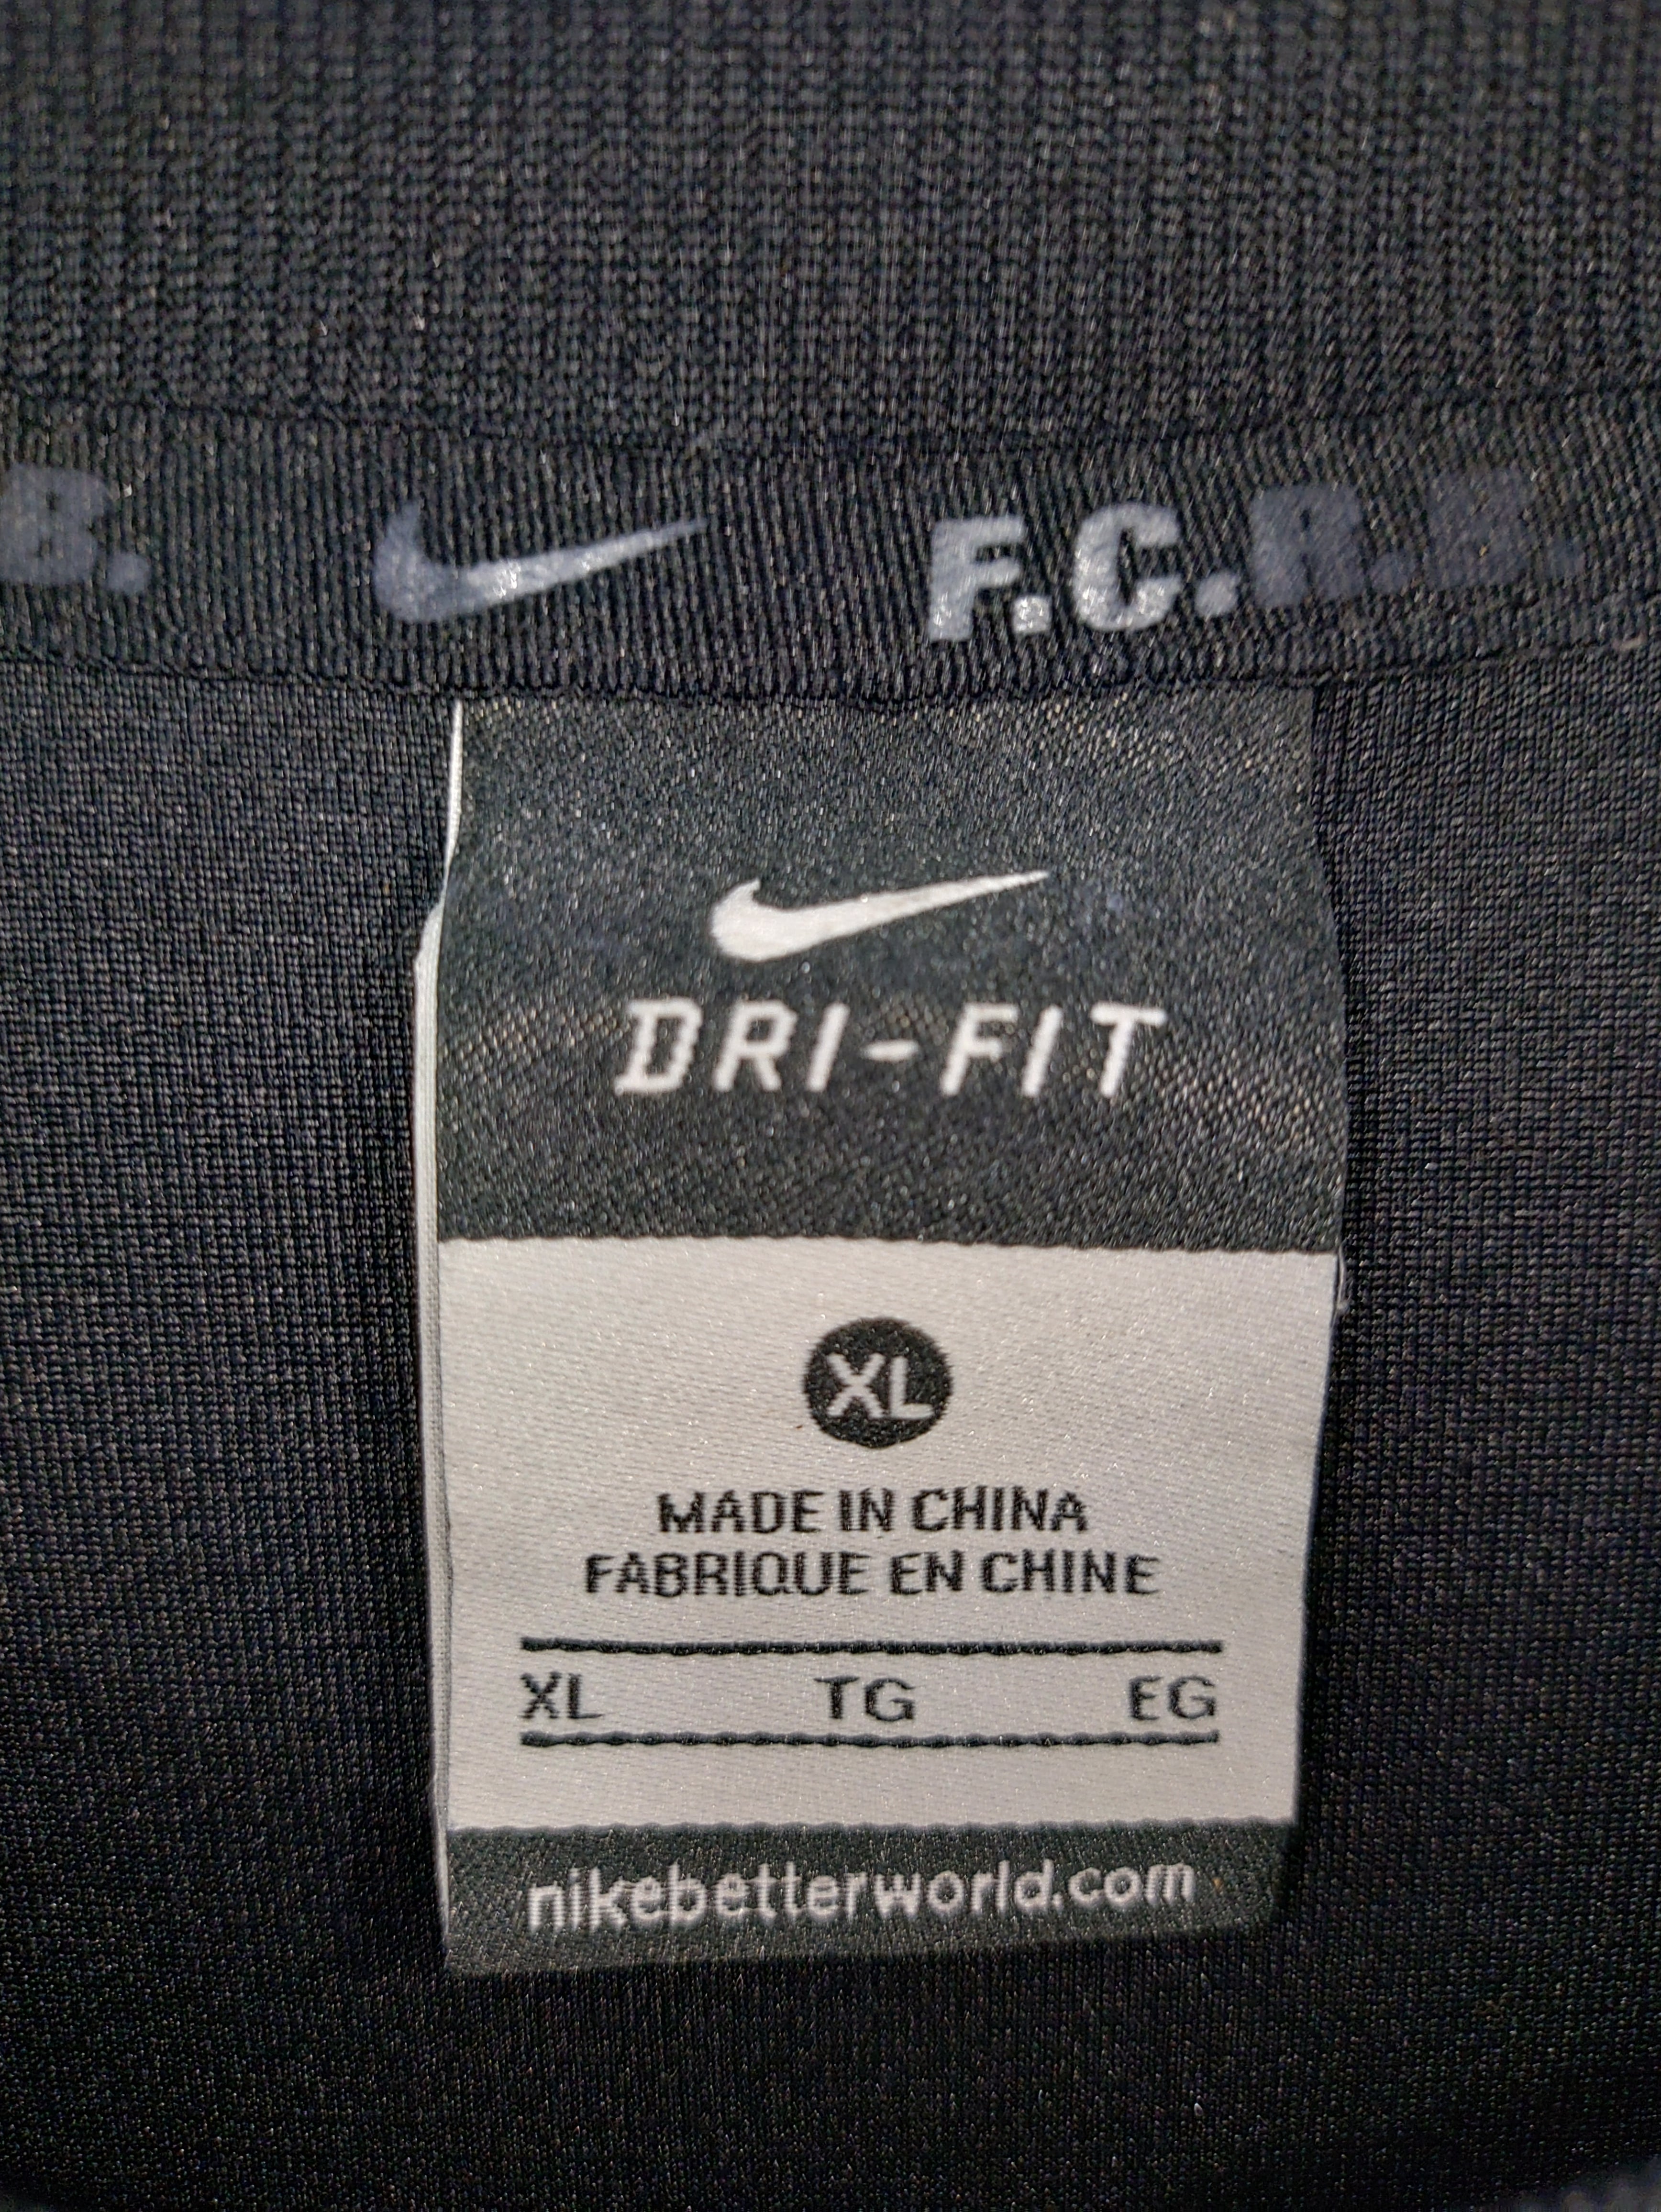 B. F.C.R.B.
DRI-FIT
XL
MADE IN CHINA
FABRIQUE EN CHINE
XL TG EG
nikebetterworld.com